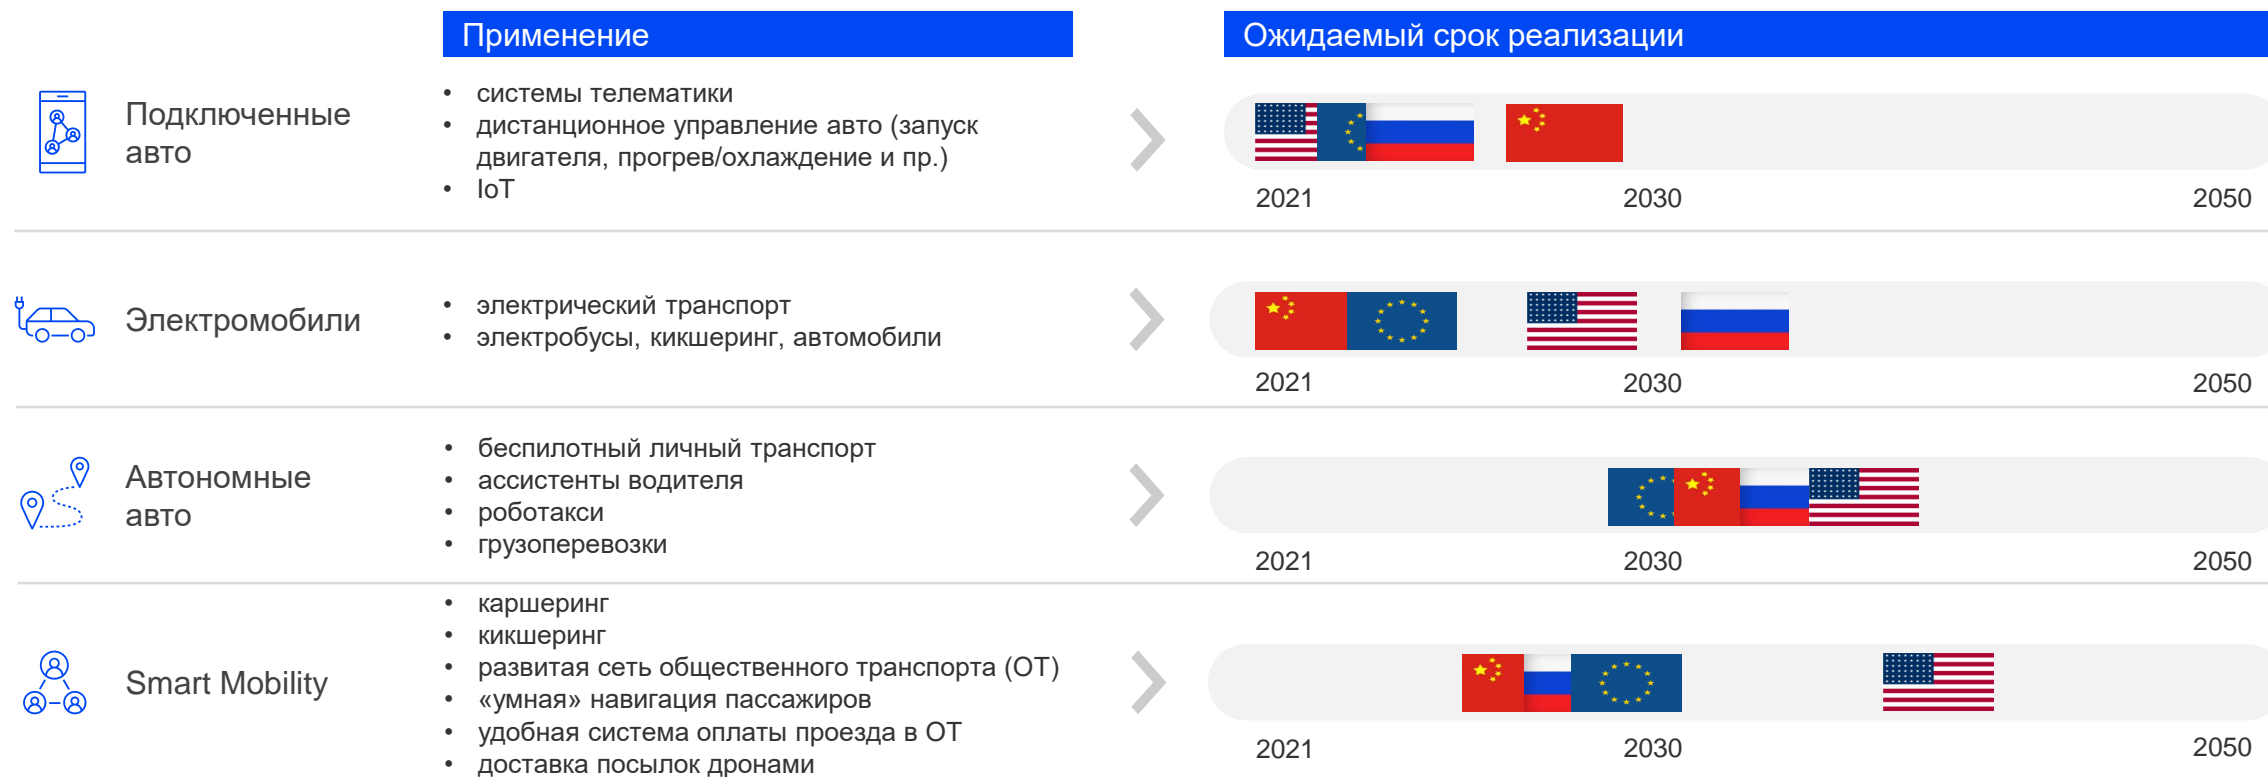 Применение
Ожидаемый срок реализации
Подключенные
авто
• системы телематики
• дистанционное управление авто (запуск
двигателя, прогрев/охлаждение и пр.)
• IoT
2021
2030
2050
Электромобили
• электрический транспорт
• электробусы, кикшеринг, автомобили
2021
2030
2050
Автономные
авто
• беспилотный личный транспорт
• ассистенты водителя
• роботакси
• грузоперевозки
2021
2030
2050
Smart Mobility
• каршеринг
• кикшеринг
• развитая сеть общественного транспорта (ОТ)
• «умная» навигация пассажиров
• удобная система оплаты проезда в ОТ
• доставка посылок дронами
2021
2030
2050